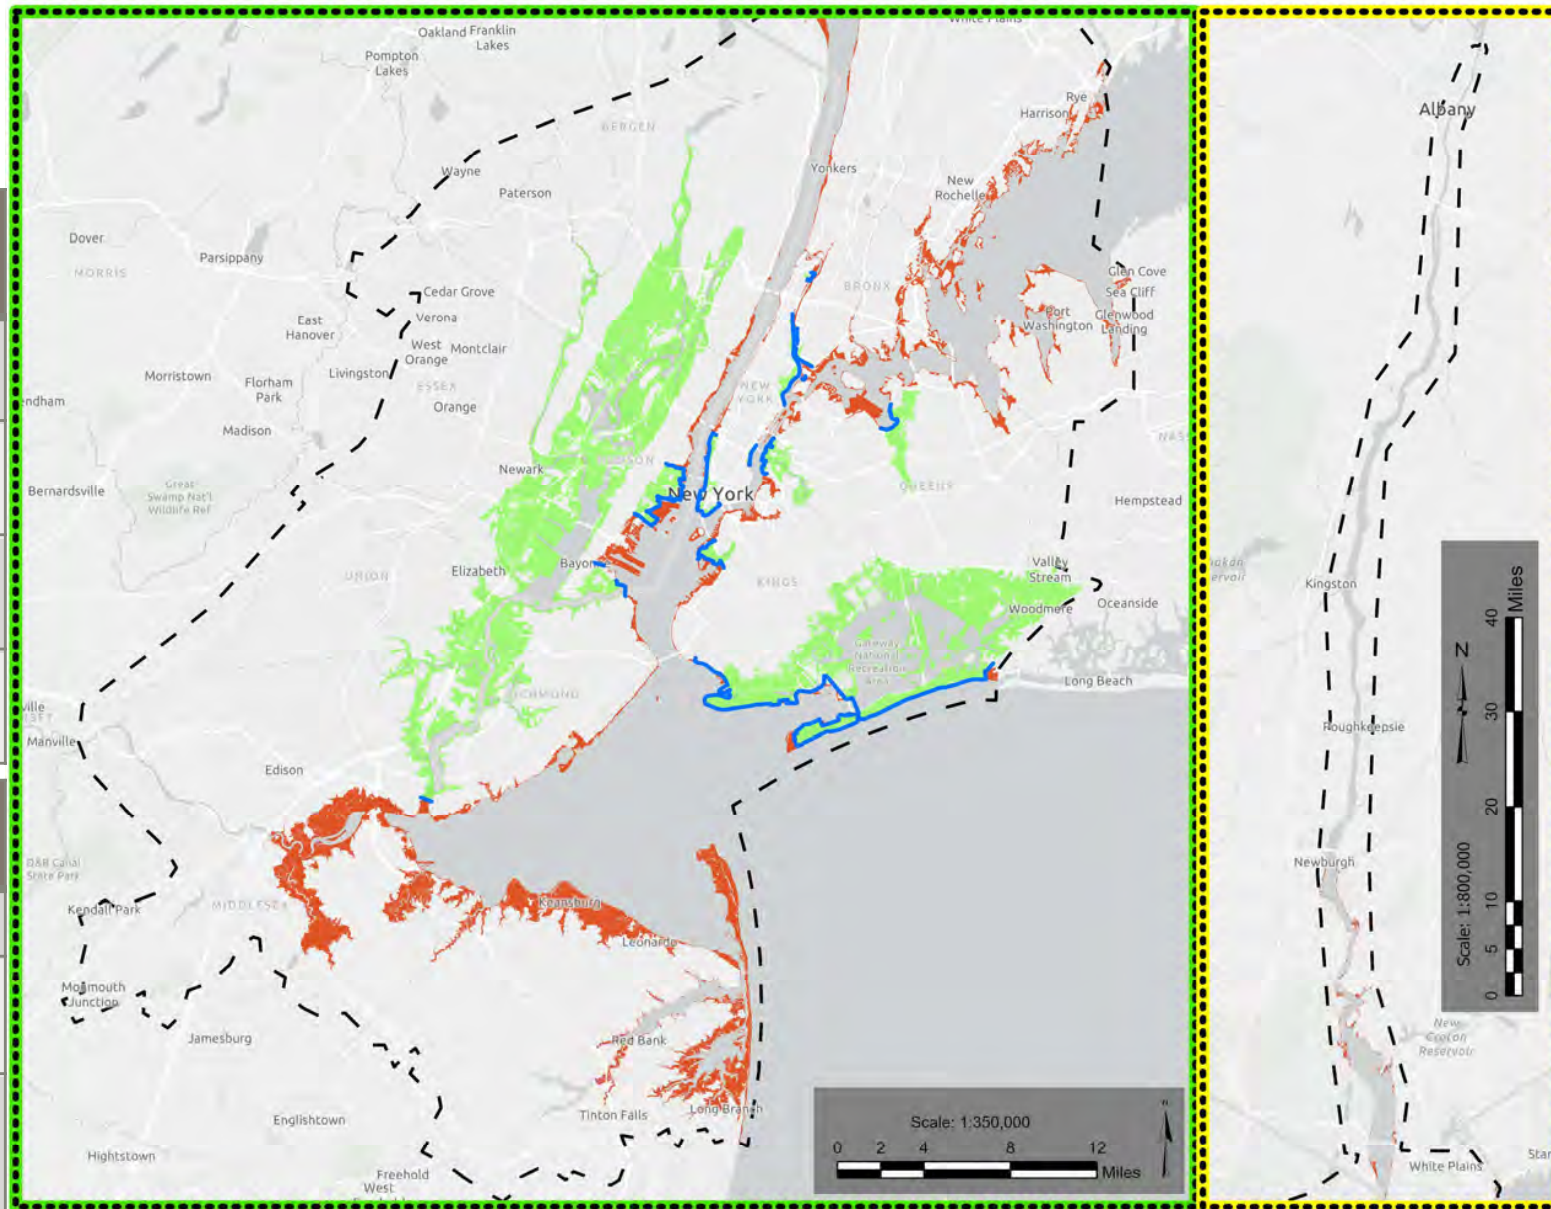 Oakland
Franklin
Lakes
White Plains
Pompton
Lakes
Rye
Harrison
BERGEN
Wayne
Yonkers
Paterson
New
Rochelle
Dover
Parsippany
MORRIS
Glen Cove
Sea Cliff
BRONX
Cedar Grove
Port
Washington
Glenwood
Landing
Verona
East
Hanover
West
Orange
Montclair
Livingston
Morristown
Florham
Park
ESSEX
Orange
NEW
YORK
Madison
Newark
Great
Swamp Nat'l
Wildlife Ref
Bernardsville
New York
QUEENS
Hempstead
Bayonne
Elizabeth
UNION
KINGS
Valley
Stream
Woodmere
Oceanside
Gateway
National
Recreation
Area
RICHMOND
Long Beach
Manville
Edison
D&R Canal
State Park
Kendall Park
MIDDLESEX
Keansburg
Leonardo
Monmouth
Junction
Jamesburg
Red Bank
Englishtown
Tinton Falls
Long Branch
Hightstown
Freehold
West
Scale: 1:350,000
0 2 4 8 12
Miles
Albany
Kingston
Poughkeepsie
Newburgh
New
Croton
Reservoir
White Plains
Scale: 1:800,000
0 5 10 20 30 40
Miles
N